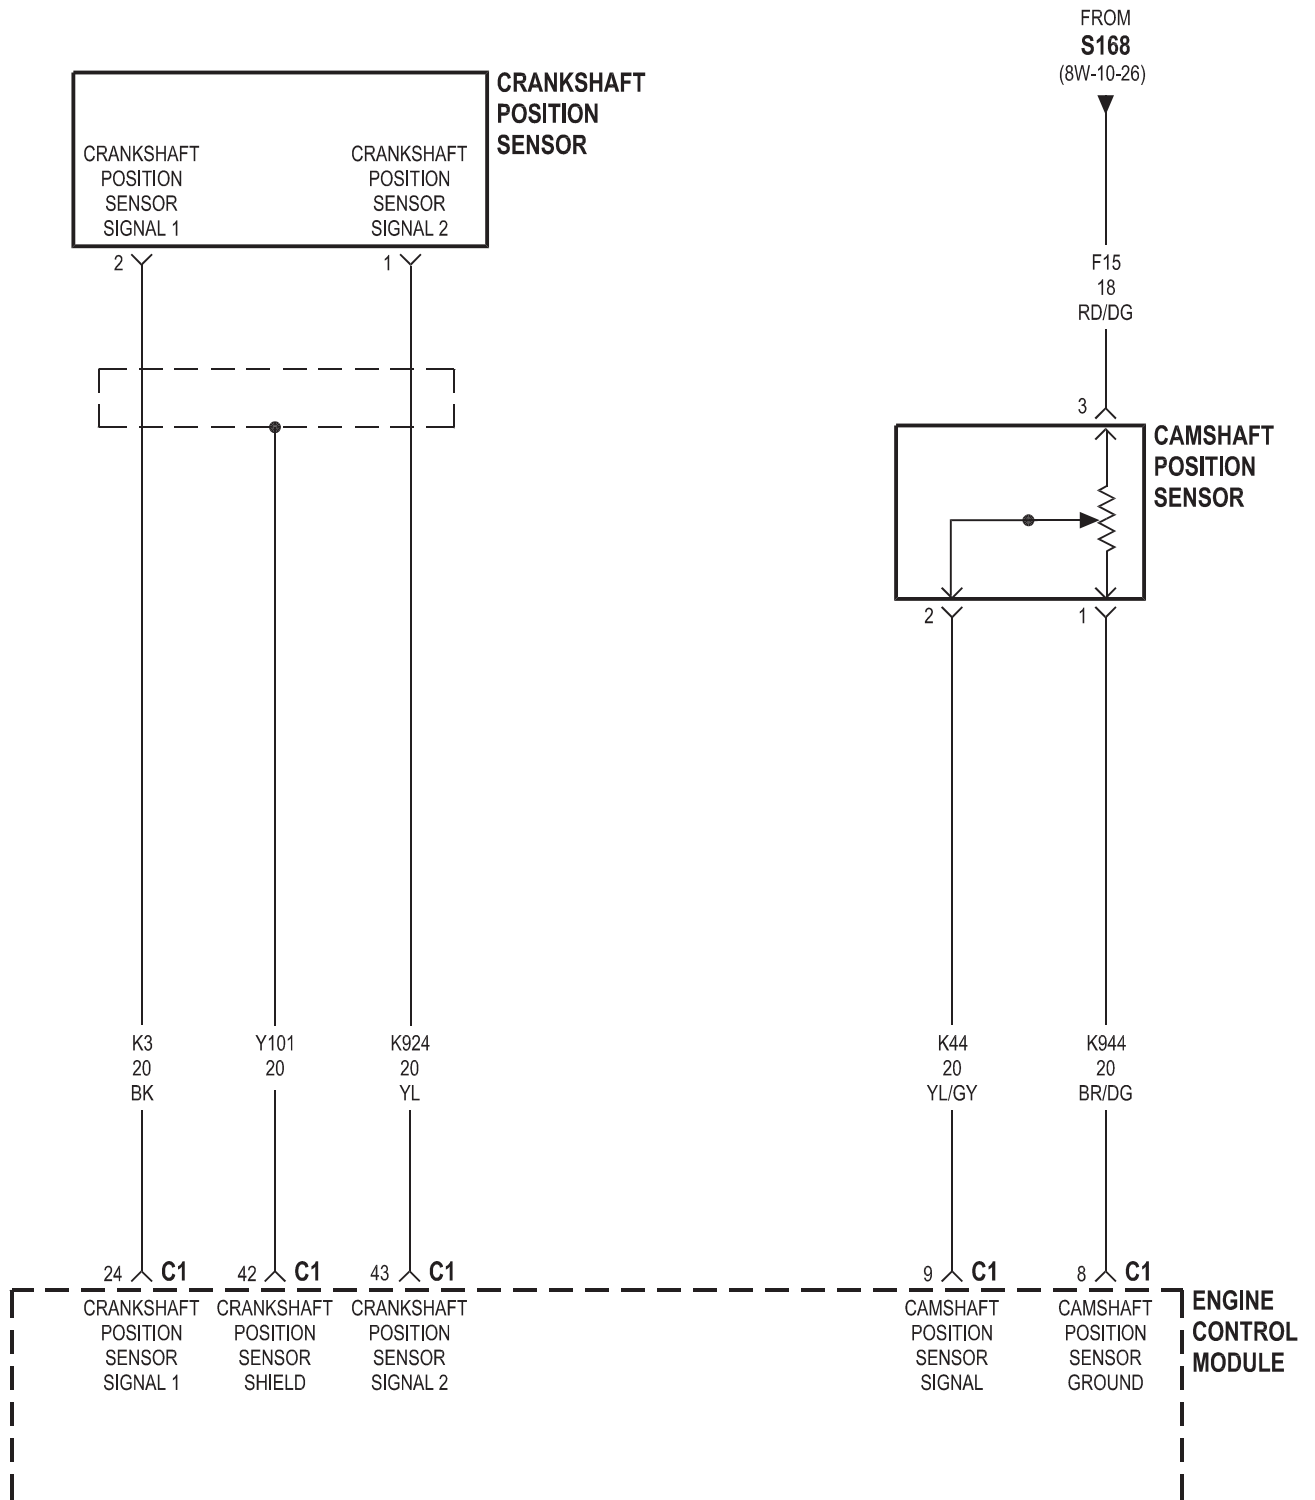 FROM
S168
(8W-10-26)
CRANKSHAFT
POSITION
SENSOR
CRANKSHAFT
POSITION
SENSOR
SIGNAL 1
CRANKSHAFT
POSITION
SENSOR
SIGNAL 2
2
1
F15
18
RD/DG
3
CAMSHAFT
POSITION
SENSOR
2
1
K3
20
BK
Y101
20
K924
20
YL
K44
20
YL/GY
K944
20
BR/DG
24 C1
42 C1
43 C1
9 C1
8 C1
CRANKSHAFT
POSITION
SENSOR
SIGNAL 1
CRANKSHAFT
POSITION
SENSOR
SHIELD
CRANKSHAFT
POSITION
SENSOR
SIGNAL 2
CAMSHAFT
POSITION
SENSOR
SIGNAL
CAMSHAFT
POSITION
SENSOR
GROUND
ENGINE
CONTROL
MODULE